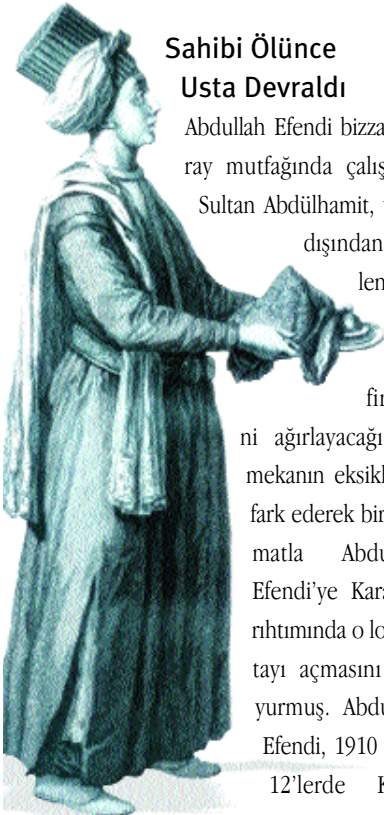 Sahibi Ölünce
Usta Devraldı
Abdullah Efendi bizza
ray mutfağında çalış
Sultan Abdülhamit,
dışından
len
fir
ni ağırlayacağı
mekanın eksikl
fark ederek bir
matla Abdu
Efendi’ye Kara
rıhtımında o lo
tayı açmasını
yurmuş. Abdu
Efendi, 1910
12’lerde K